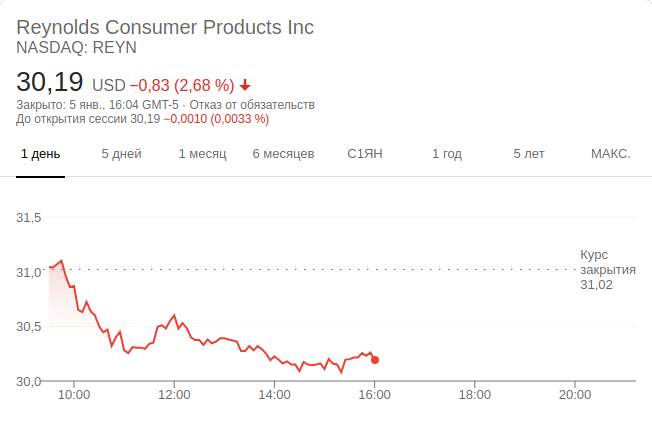 Reynolds Consumer Products Inc
NASDAQ: REYN
30,19 USD −0,83 (2,68 %)
Закрыто: 5 янв., 16:04 GMT-5 · Отказ от обязательств
До открытия сессии 30,19 −0,0010 (0,0033 %)
1 день 5 дней 1 месяц 6 месяцев С1ЯН 1 год 5 лет МАКС.
31,5
Курс
31,0 закрытия
31,02
30,5
30,0
10:00 12:00 14:00 16:00 18:00 20:00